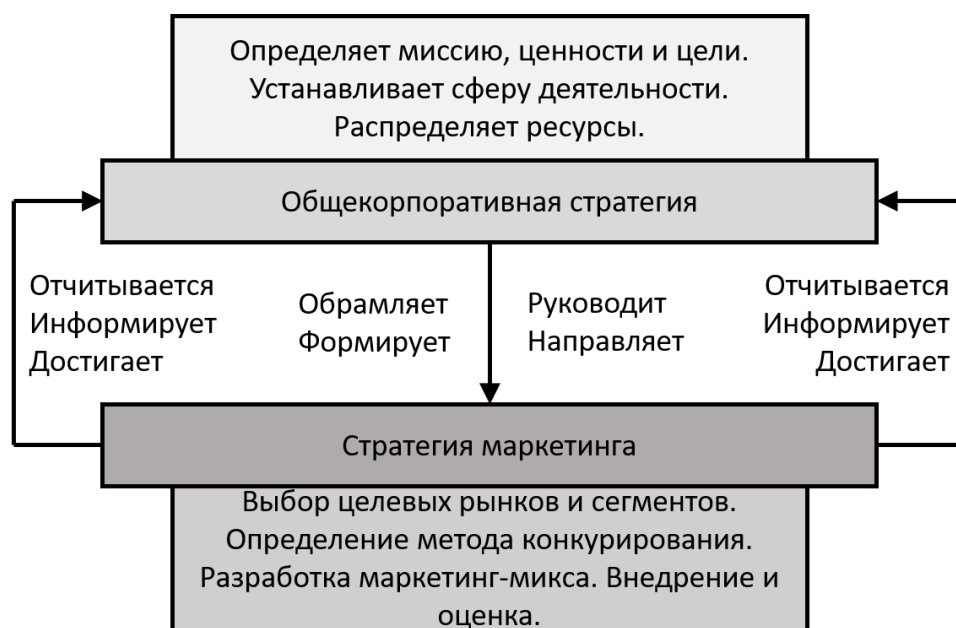 Определяет миссию, ценности и цели.
Устанавливает сферу деятельности.
Распределяет ресурсы.
Общекорпоративная стратегия
Отчитывается
Информирует
Достигает
Обрамляет
Формирует
Руководит
Направляет
Отчитывается
Информирует
Достигает
Стратегия маркетинга
Выбор целевых рынков и сегментов.
Определение метода конкурирования.
Разработка маркетинг-микса. Внедрение и
оценка.